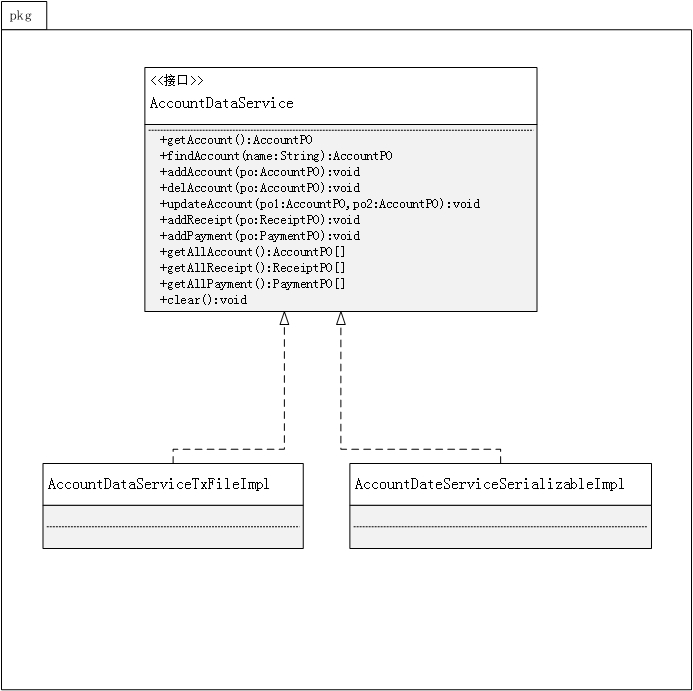 pkg
<<接口>>
AccountDataService
+getAccount():AccountPO
+findAccount(name:String):AccountPO
+addAccount(po:AccountPO):void
+delAccount(po:AccountPO):void
+updateAccount(po1:AccountPO,po2:AccountPO):void
+addReceipt(po:ReceiptPO):void
+addPayment(po:PaymentPO):void
+getAllAccount():AccountPO[]
+getAllReceipt():ReceiptPO[]
+getAllPayment():PaymentPO[]
+clear():void
AccountDataServiceTxFileImpl
AccountDateServiceSerializableImpl